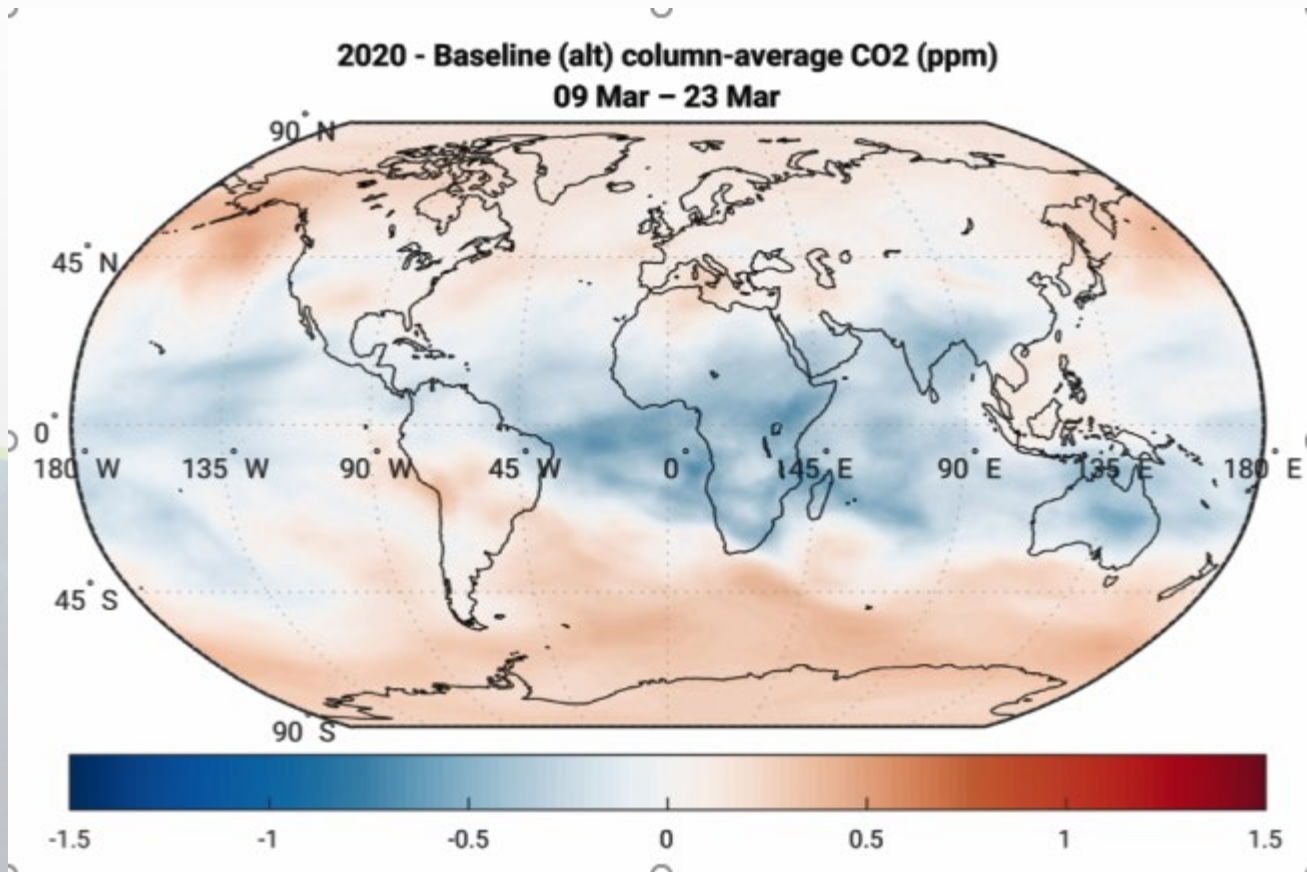 2020 - Baseline (alt) column-average CO2 (ppm)
09 Mar – 23 Mar
90° N
45° N
0°
180° W 135° W 90° W 45° W 0° 45° E 90° E 135° E 180° E
45° S
90° S
-1.5 -1 -0.5 0 0.5 1 1.5